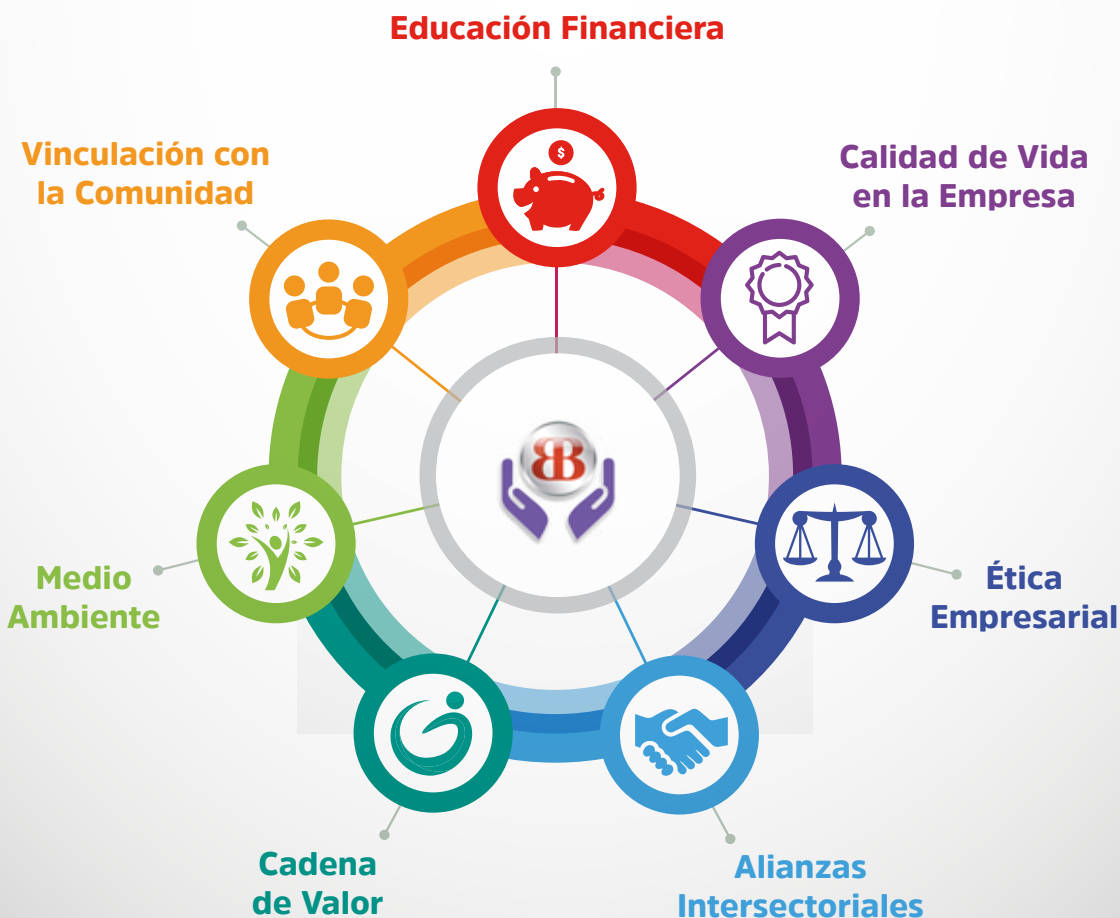 Educación Financiera
Vinculación con
la Comunidad
Calidad de Vida
en la Empresa
$
Medio
Ambiente
Ética
Empresarial
Cadena
de Valor
Alianzas
Intersectoriales